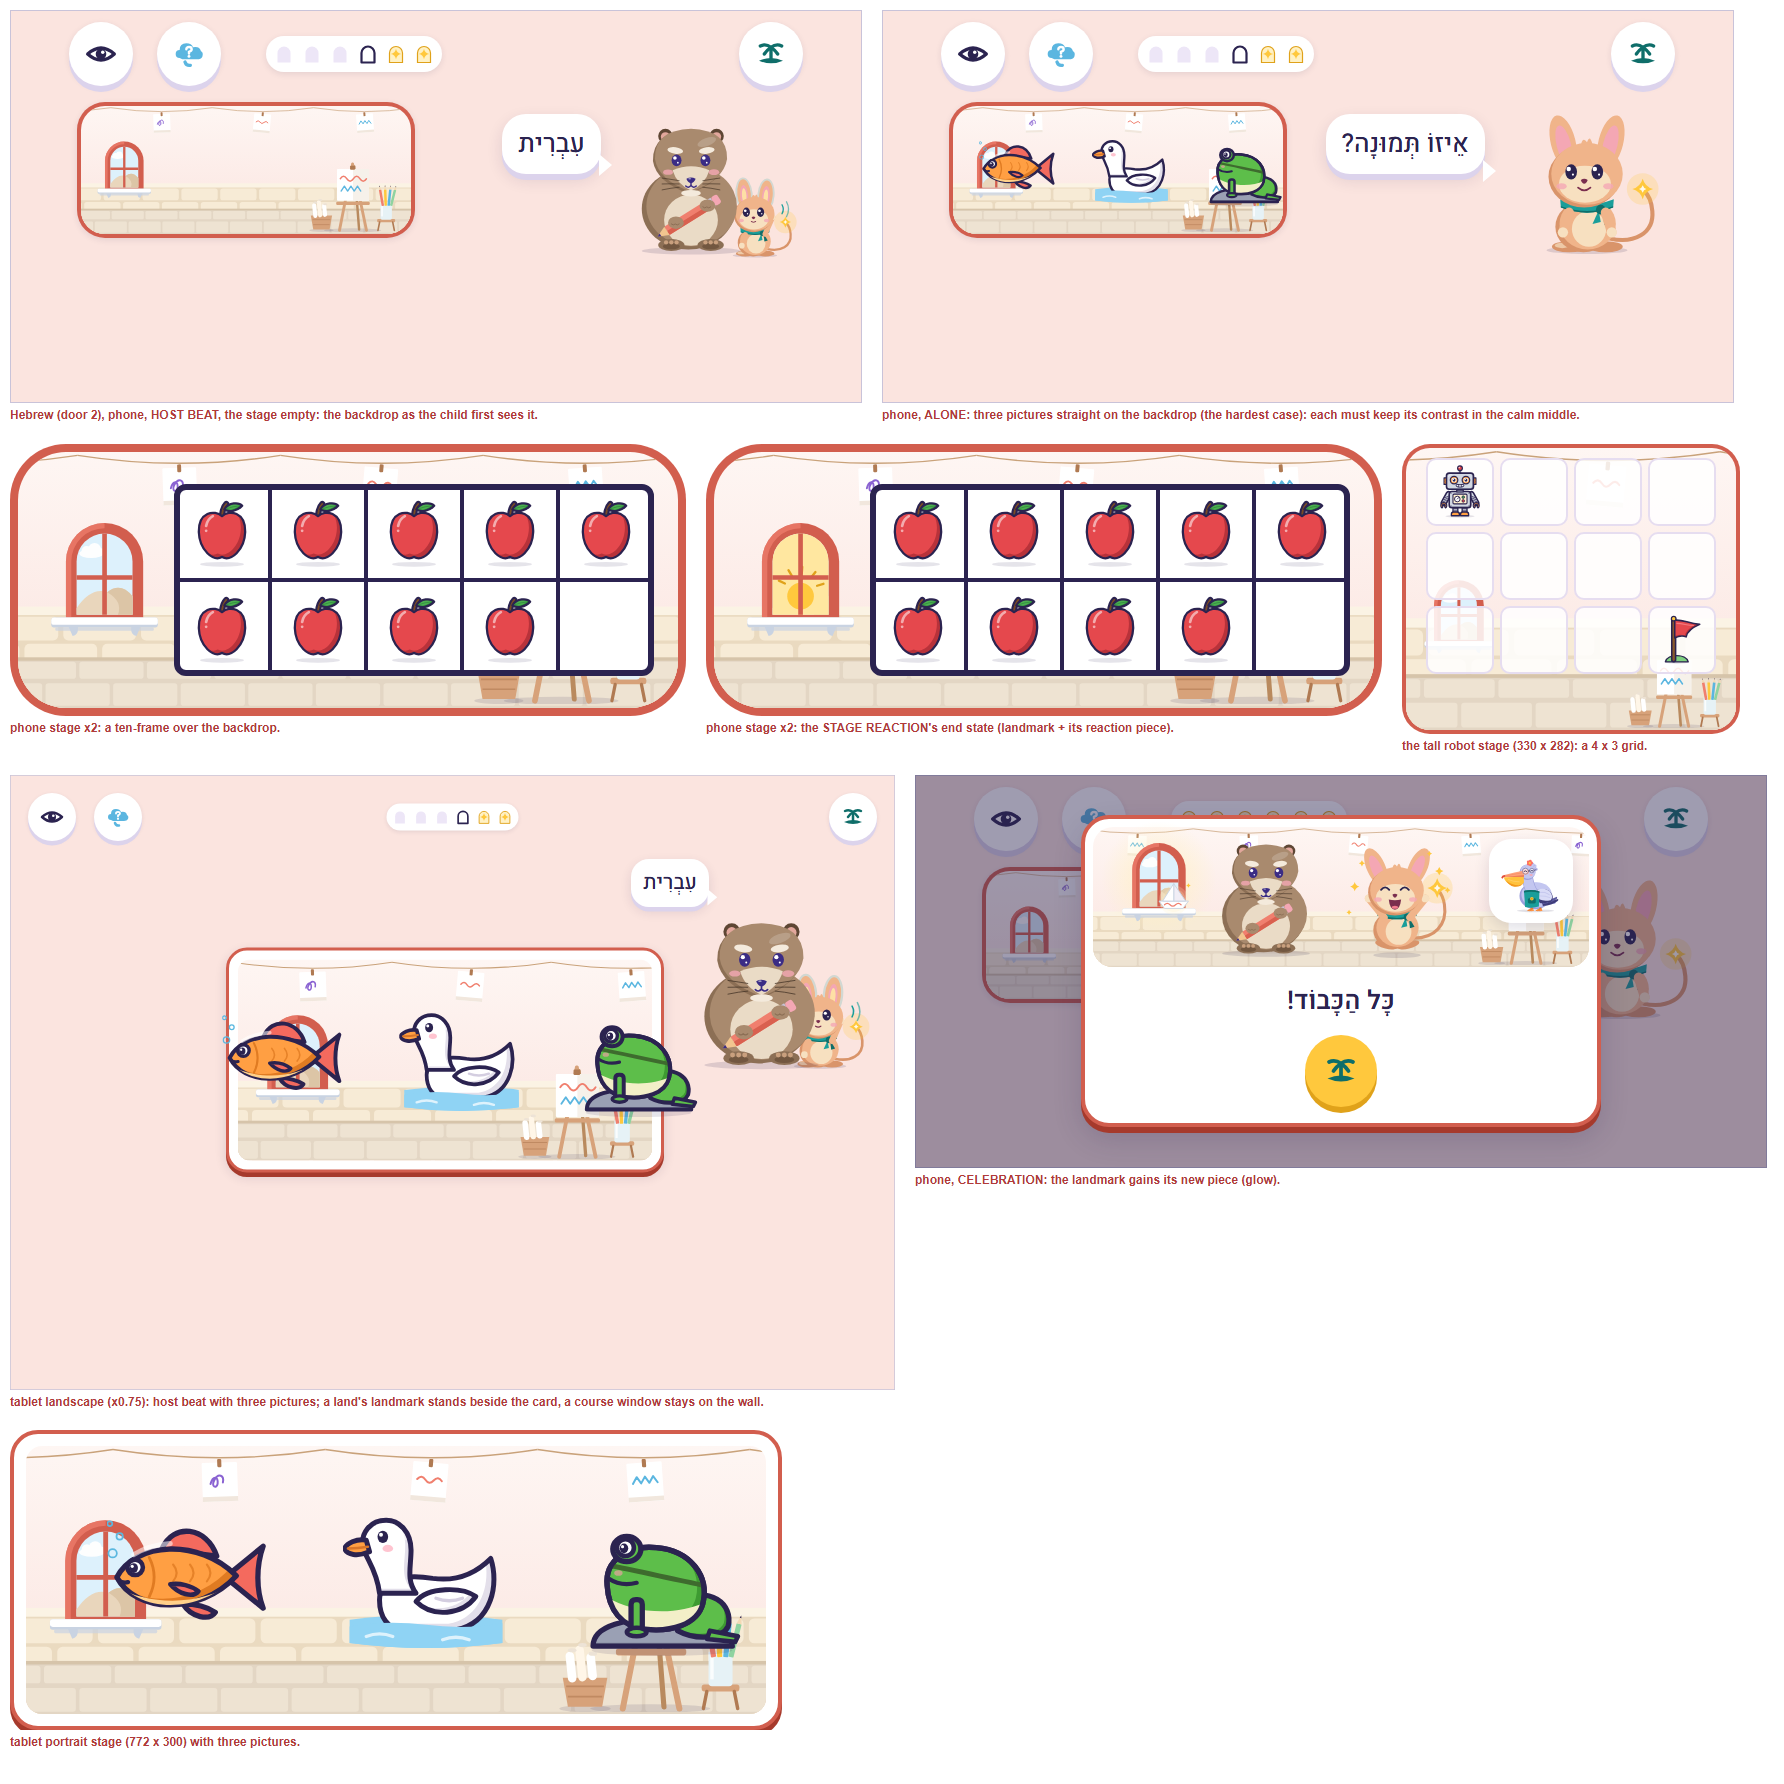 עִבְרִית
אֵיזוֹ תְּמוּנָה?
Hebrew (door 2), phone, HOST BEAT, the stage empty: the backdrop as the child first sees it.
phone, ALONE: three pictures straight on the backdrop (the hardest case): each must keep its contrast in the calm middle.
phone stage x2: a ten-frame over the backdrop.
phone stage x2: the STAGE REACTION's end state (landmark + its reaction piece).
the tall robot stage (330 x 282): a 4 x 3 grid.
עִבְרִית
כָּל הַכָּבוֹד!
phone, CELEBRATION: the landmark gains its new piece (glow).
tablet landscape (x0.75): host beat with three pictures; a land's landmark stands beside the card, a course window stays on the wall.
tablet portrait stage (772 x 300) with three pictures.